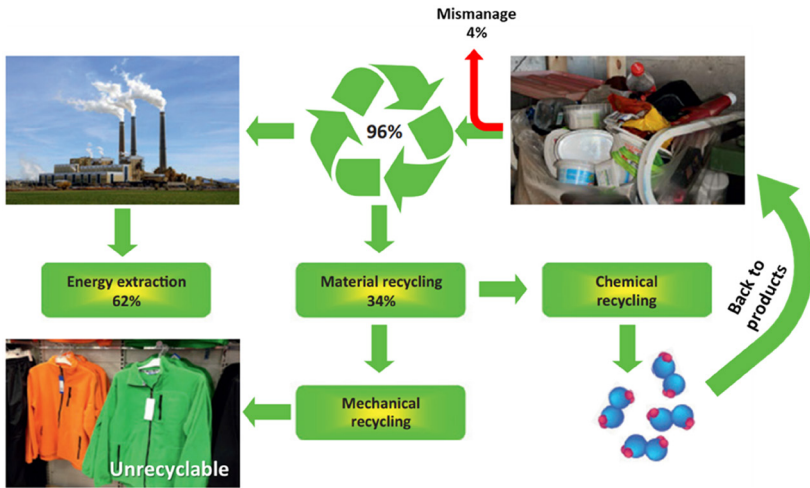 Mismanage
4%
96%
Energy extraction
62%
Material recycling
34%
Chemical
recycling
Back to
products
Mechanical
recycling
Unrecyclable